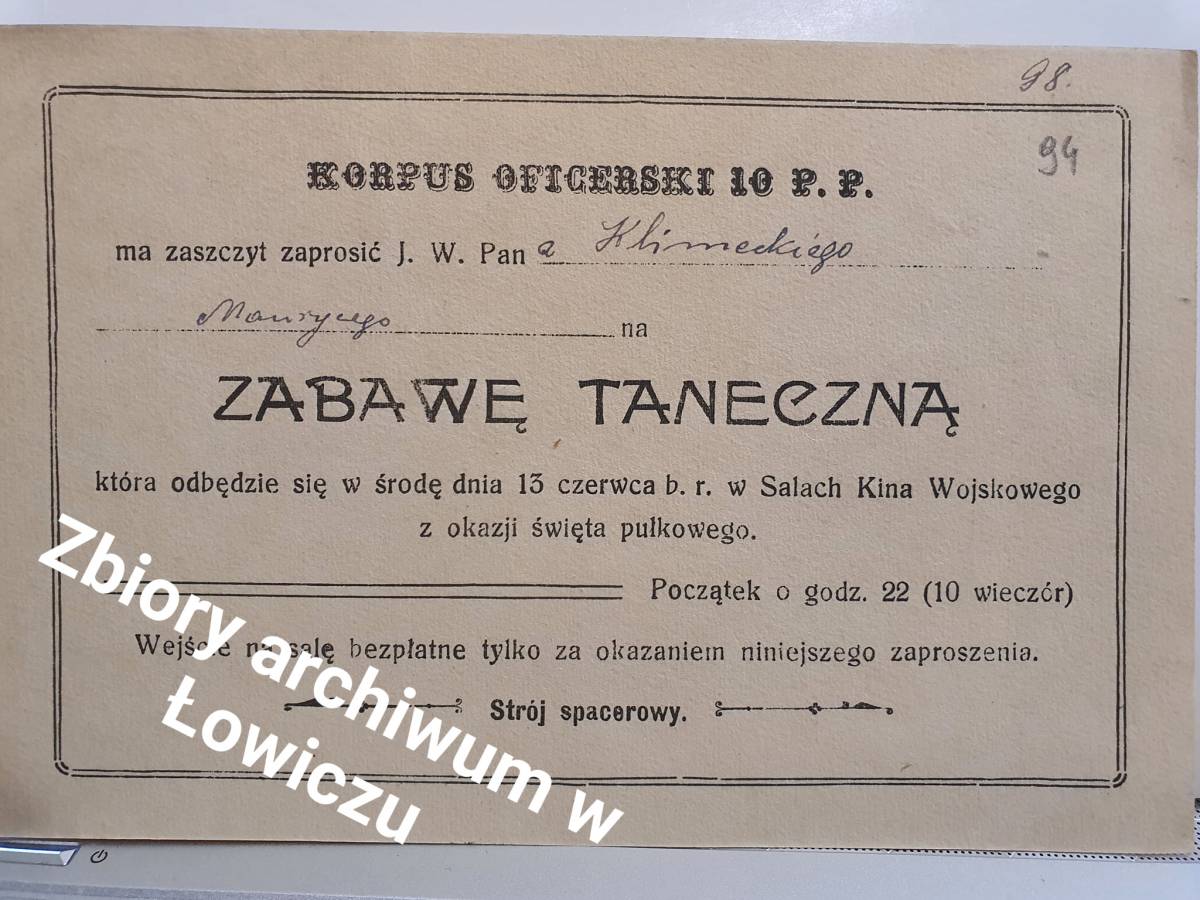 98.
94
KORPUS OFICERSKI 10 P. P.
ma zaszczyt zaprosić J. W. Pana Klimeckiego
Maurycego na
ZABAWĘ TANECZNĄ
która odbędzie się w środę dnia 13 czerwca b. r. w Salach Kina Wojskowego
z okazji święta pułkowego.
Początek o godz. 22 (10 wieczór)
Wejście na salę bezpłatne tylko za okazaniem niniejszego zaproszenia.
Strój spacerowy.
Zbiory archiwum w
Łowiczu